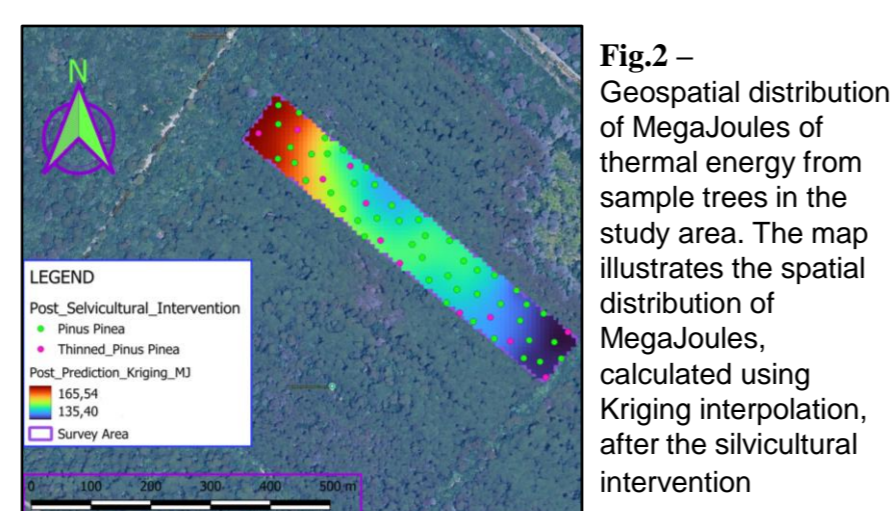 N
LEGEND
Post_Selvicultural_Intervention
Pinus Pinea
Thinned_Pinus Pinea
Post_Prediction_Kriging_MJ
165,54
135,40
Survey Area
0 100 200 300 400 500 m
Fig.2 –
Geospatial distribution
of MegaJoules of
thermal energy from
sample trees in the
study area. The map
illustrates the spatial
distribution of
MegaJoules,
calculated using
Kriging interpolation,
after the silvicultural
intervention